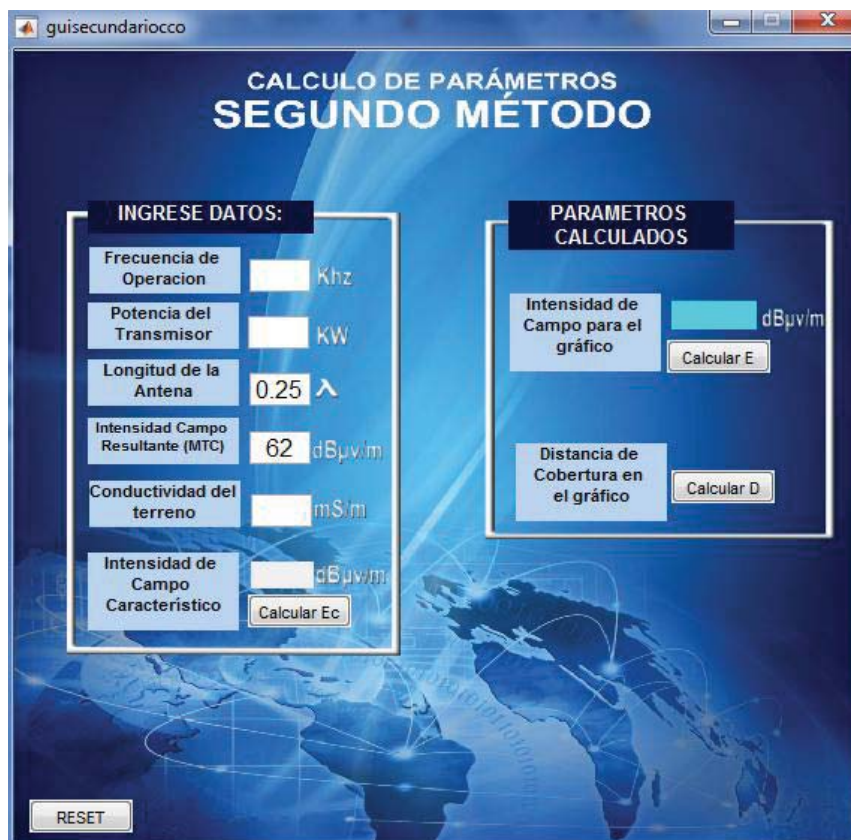 guisecundariocco
CALCULO DE PARÁMETROS
SEGUNDO MÉTODO
INGRESE DATOS:
Frecuencia de
Operacion
Khz
Potencia del
Transmisor
KW
Longitud de la
Antena
0.25 λ
Intensidad Campo
Resultante (MTC)
62 dBµv/m
Conductividad del
terreno
mS/m
Intensidad de
Campo
Característico
dBµv/m
Calcular Ec
PARAMETROS
CALCULADOS
Intensidad de
Campo para el
gráfico
dBµv/m
Calcular E
Distancia de
Cobertura en
el gráfico
Calcular D
RESET